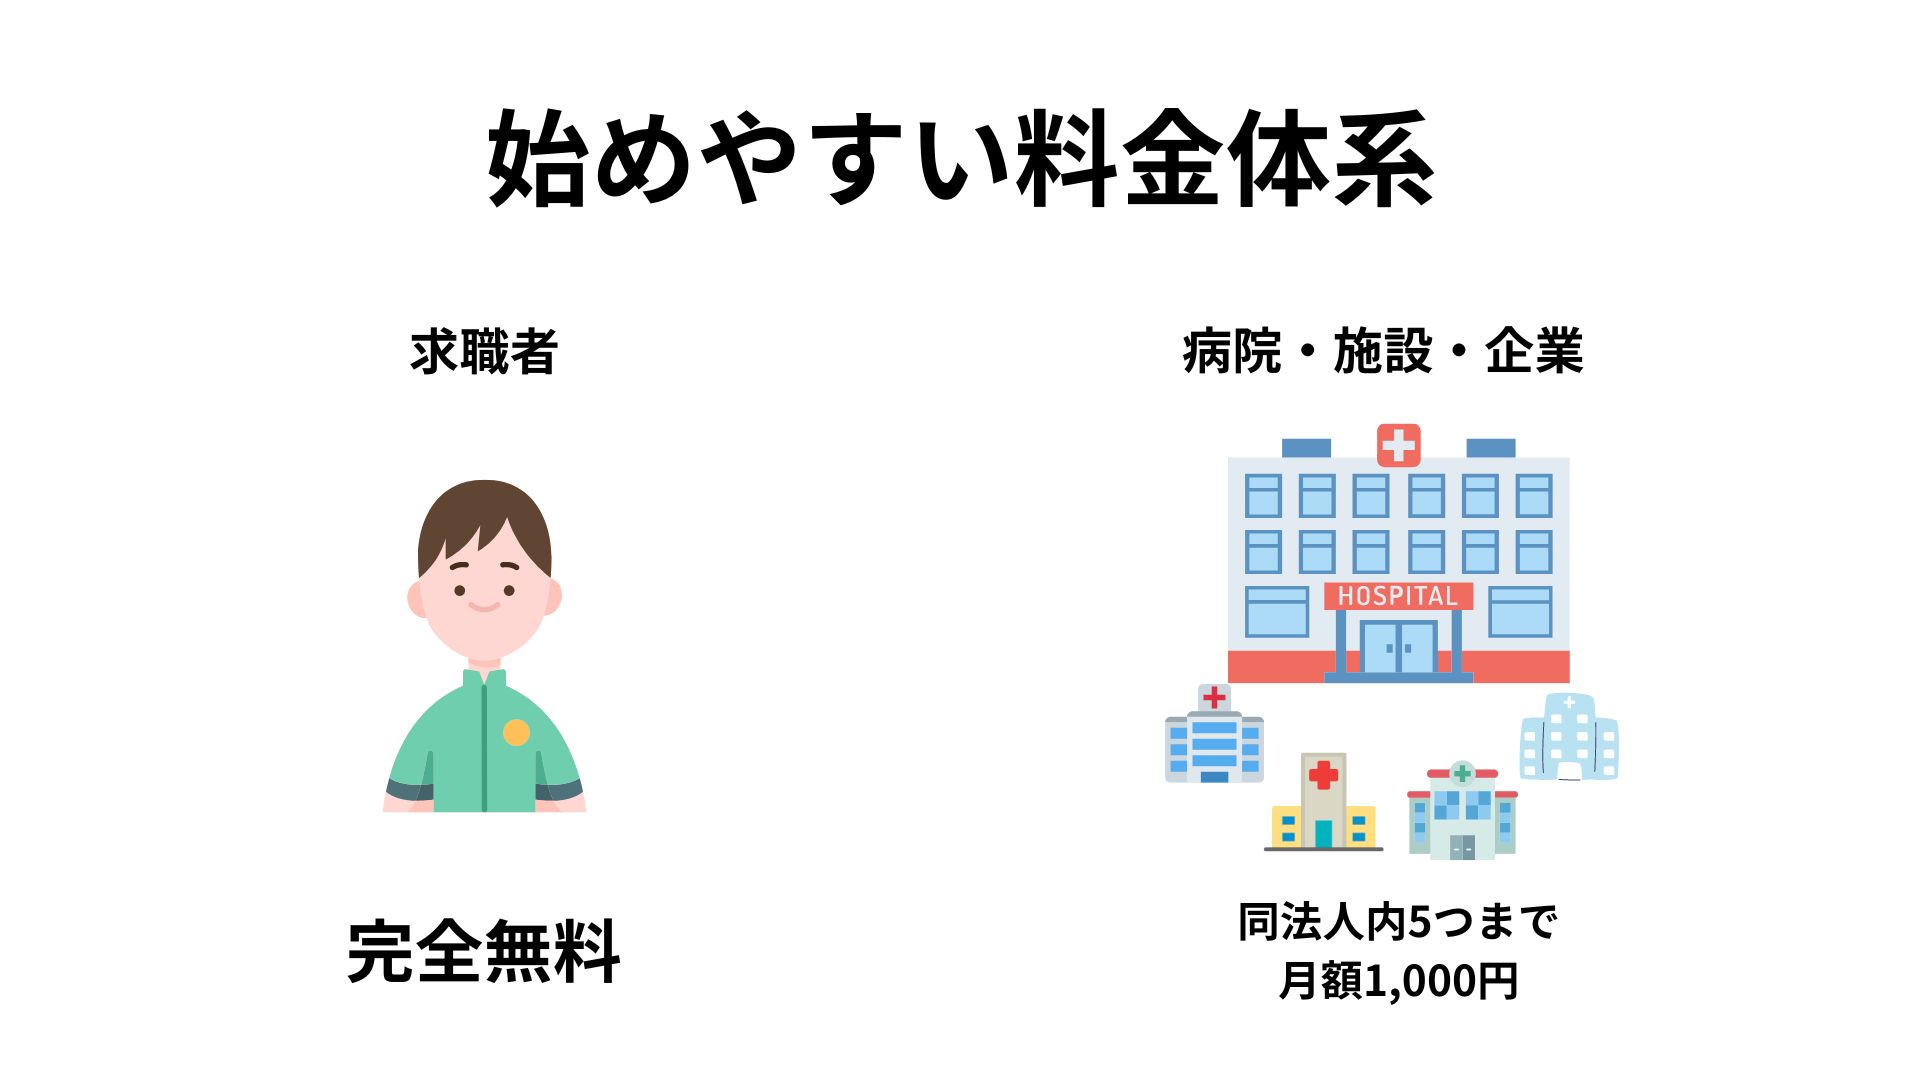 始めやすい料金体系
求職者
病院・施設・企業
HOSPITAL
完全無料
同法人内5つまで
月額1,000円